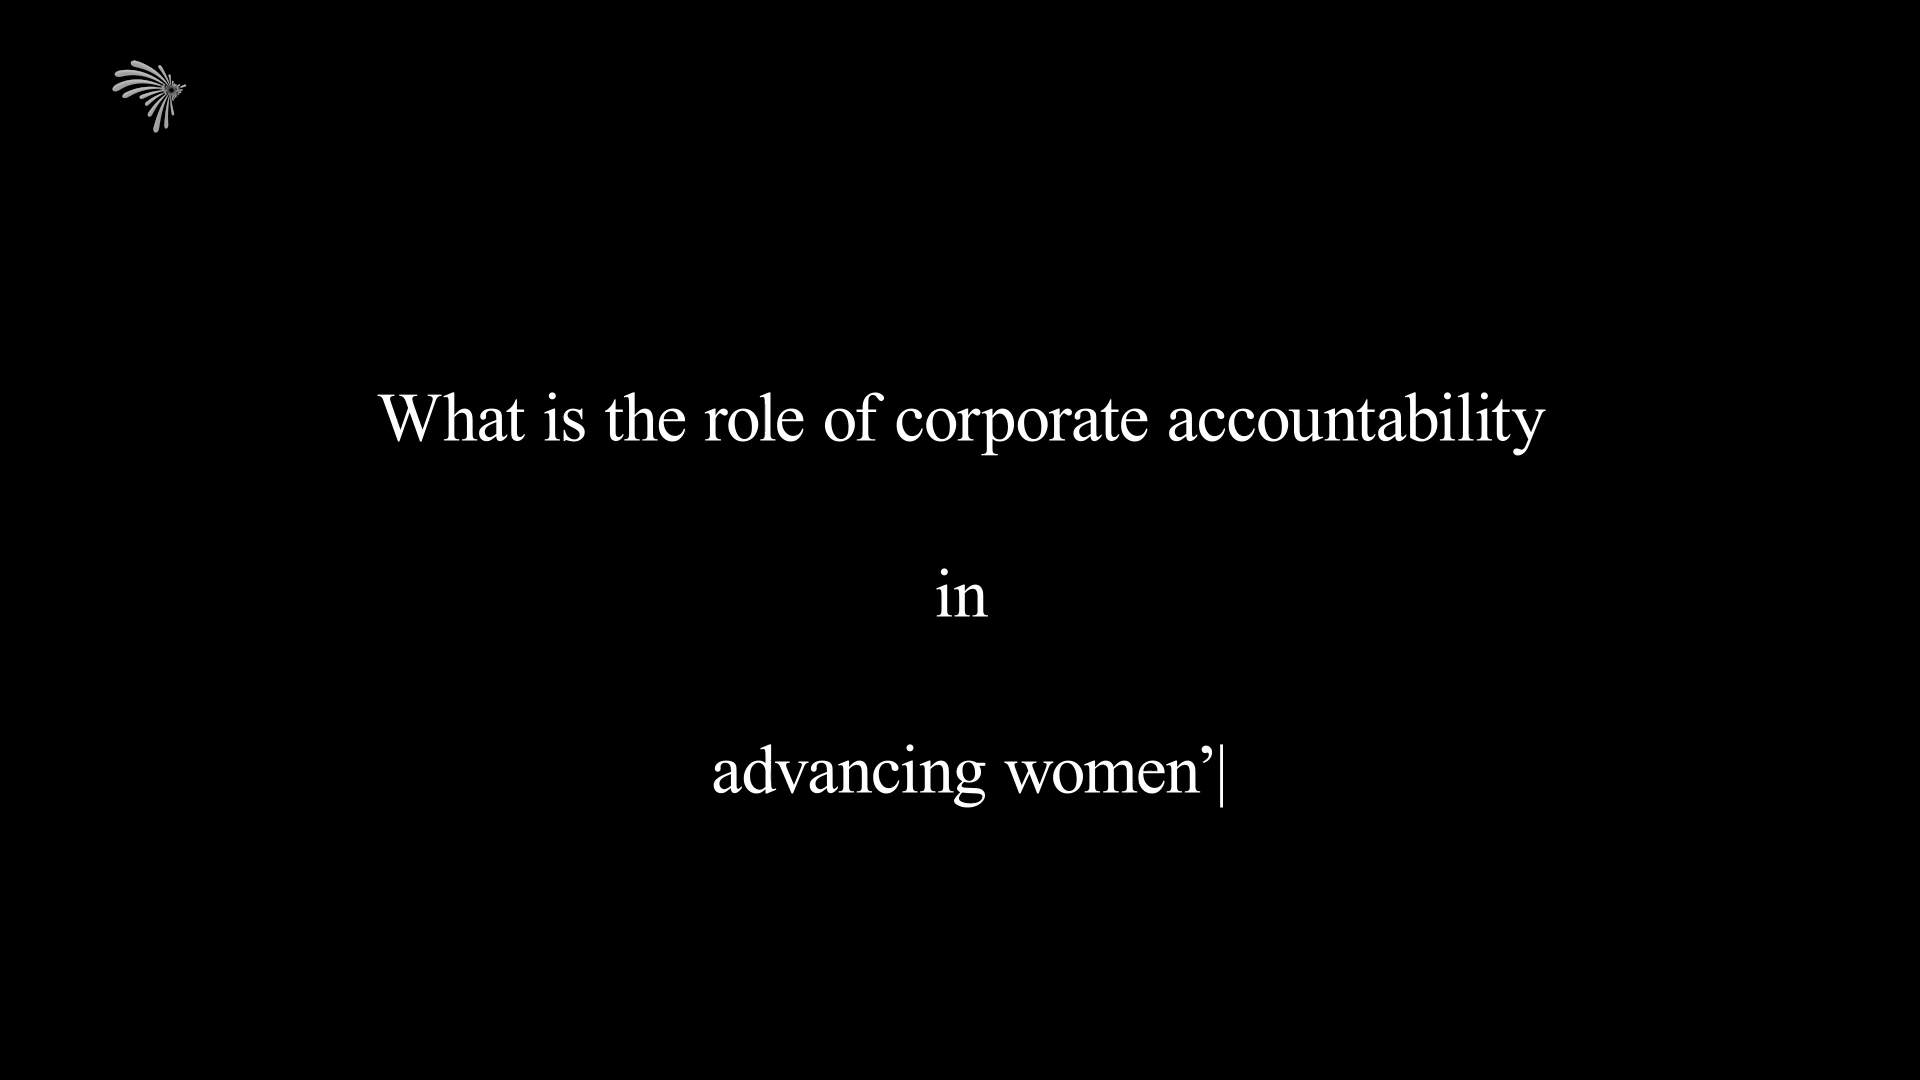 What is the role of corporate accountability
in
advancing women’